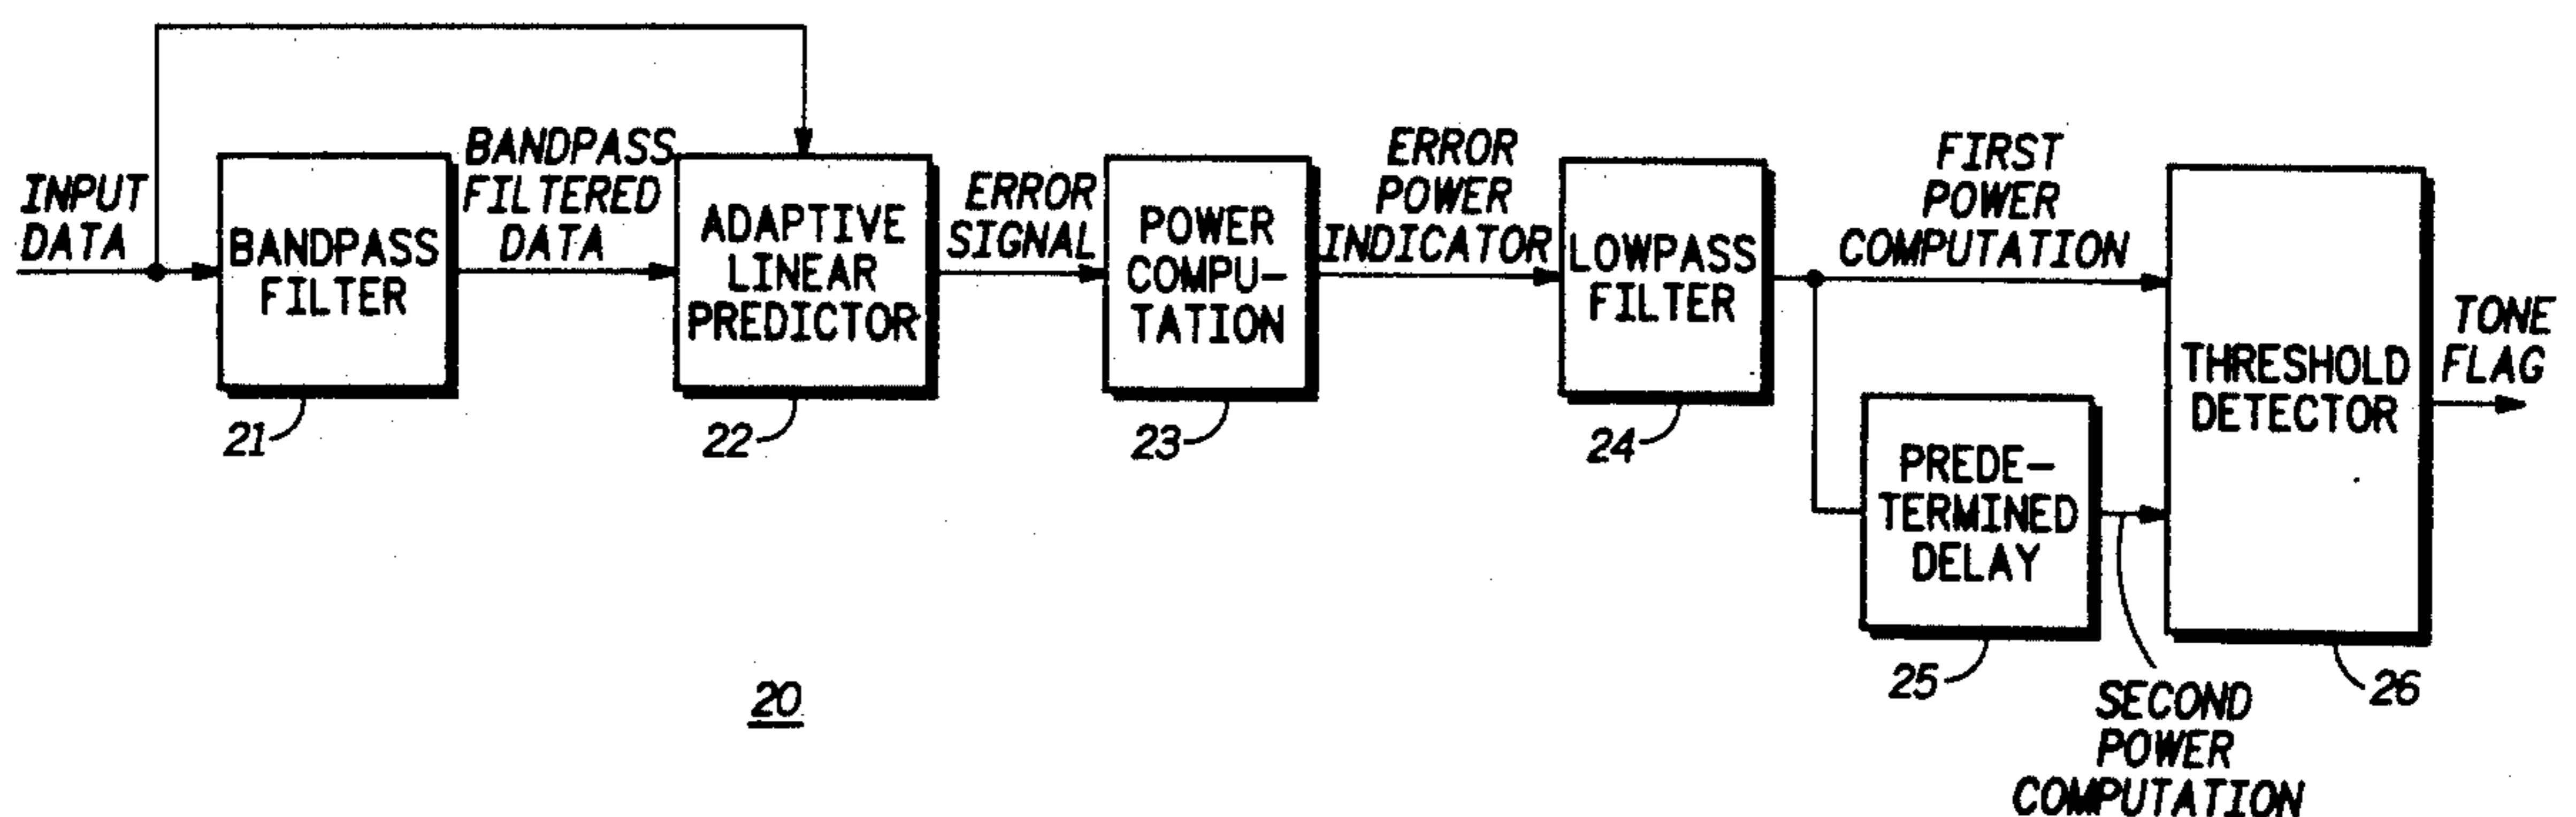 INPUT
DATA
BANDPASS
FILTER
21
BANDPASS
FILTERED
DATA
ADAPTIVE
LINEAR
PREDICTOR
22
ERROR
SIGNAL
POWER
COMPU-
TATION
23
ERROR
POWER
INDICATOR
LOWPASS
FILTER
24
FIRST
POWER
COMPUTATION
PREDE-
TERMINED
DELAY
25
SECOND
POWER
COMPUTATION
THRESHOLD
DETECTOR
26
TONE
FLAG
20